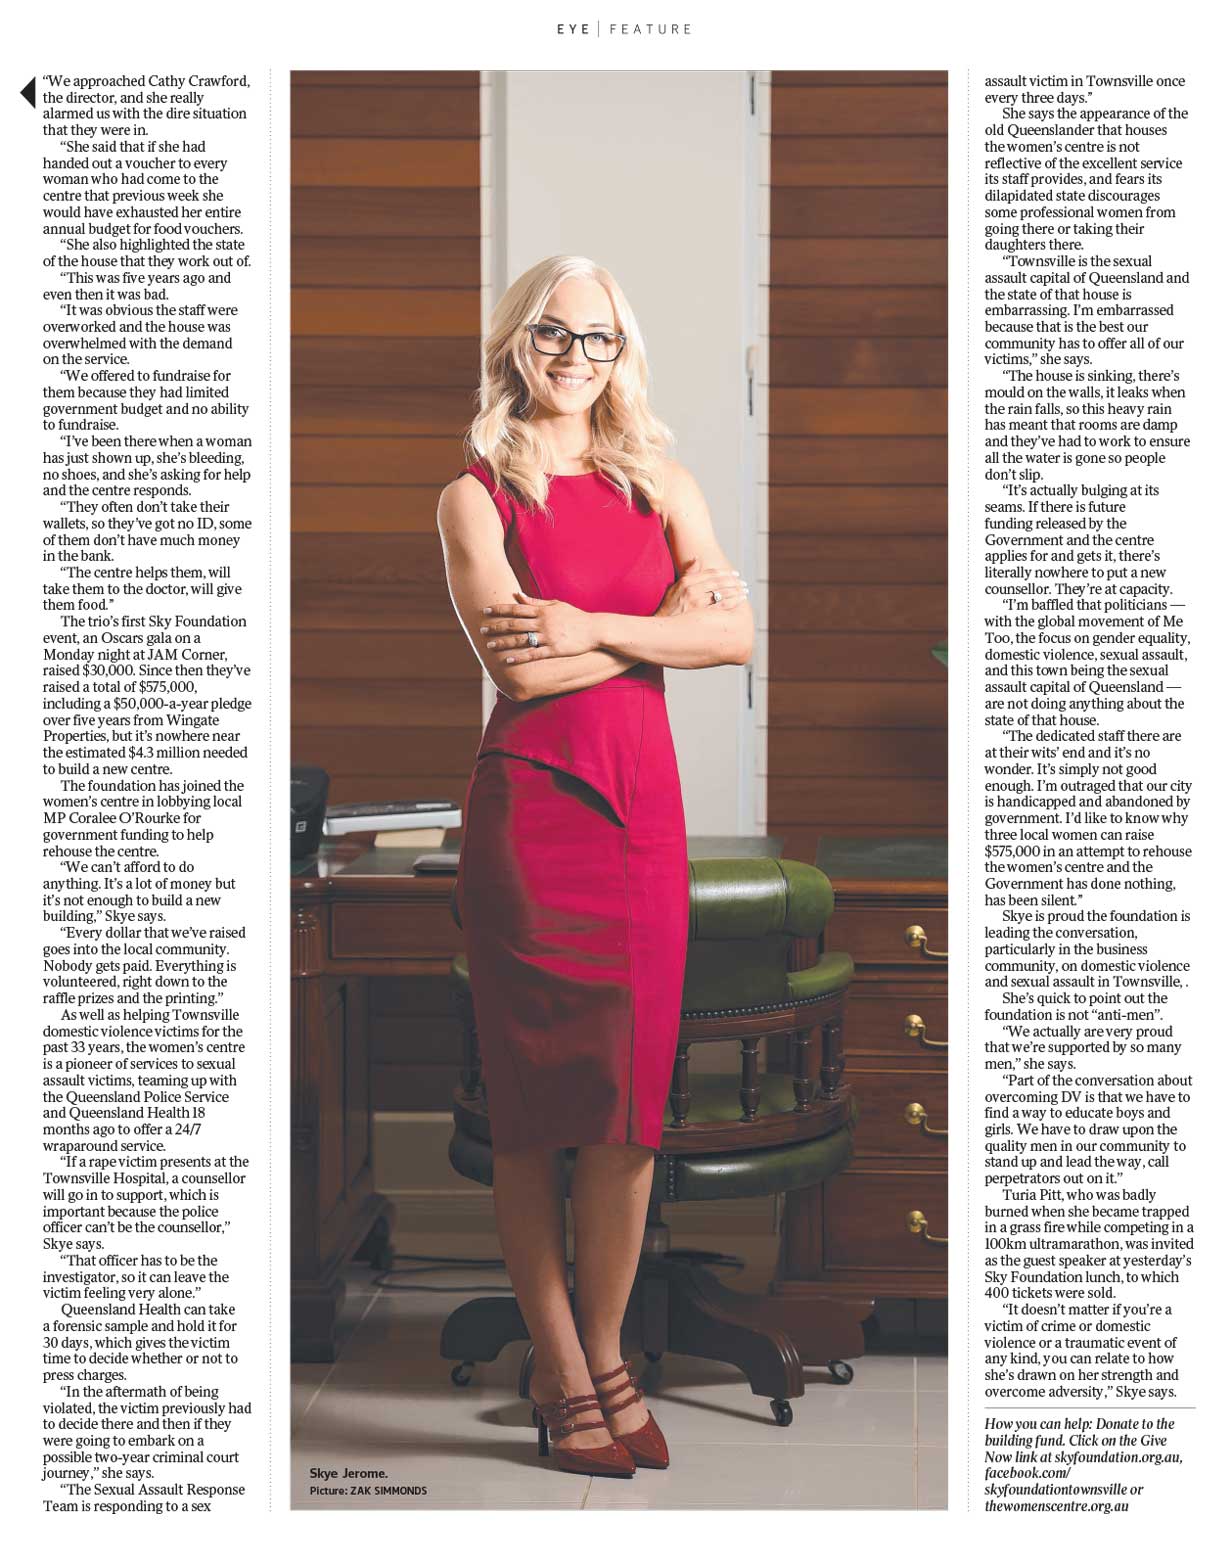 EYE | FEATURE
“We approached Cathy Crawford,
the director, and she really
alarmed us with the dire situation
that they were in.
“She said that if she had
handed out a voucher to every
woman who had come to the
centre that previous week she
would have exhausted her entire
annual budget for food vouchers.
“She also highlighted the state
of the house that they work out of.
“This was five years ago and
even then it was bad.
“It was obvious the staff were
overworked and the house was
overwhelmed with the demand
on the service.
“We offered to fundraise for
them because they had limited
government budget and no ability
to fundraise.
“I’ve been there when a woman
has just shown up, she’s bleeding,
no shoes, and she’s asking for help
and the centre responds.
“They often don’t take their
wallets, so they’ve got no ID, some
of them don’t have much money
in the bank.
“The centre helps them, will
take them to the doctor, will give
them food.”
The trio’s first Sky Foundation
event, an Oscars gala on a
Monday night at JAM Corner,
raised $30,000. Since then they’ve
raised a total of $575,000,
including a $50,000-a-year pledge
over five years from Wingate
Properties, but it’s nowhere near
the estimated $4.3 million needed
to build a new centre.
The foundation has joined the
women’s centre in lobbying local
MP Coralee O’Rourke for
government funding to help
rehouse the centre.
“We can’t afford to do
anything. It’s a lot of money but
it’s not enough to build a new
building,” Skye says.
“Every dollar that we’ve raised
goes into the local community.
Nobody gets paid. Everything is
volunteered, right down to the
raffle prizes and the printing.”
As well as helping Townsville
domestic violence victims for the
past 33 years, the women’s centre
is a pioneer of services to sexual
assault victims, teaming up with
the Queensland Police Service
and Queensland Health 18
months ago to offer a 24/7
wraparound service.
“If a rape victim presents at the
Townsville Hospital, a counsellor
will go in to support, which is
important because the police
officer can’t be the counsellor,”
Skye says.
“That officer has to be the
investigator, so it can leave the
victim feeling very alone.”
Queensland Health can take
a forensic sample and hold it for
30 days, which gives the victim
time to decide whether or not to
press charges.
“In the aftermath of being
violated, the victim previously had
to decide there and then if they
were going to embark on a
possible two-year criminal court
journey,” she says.
“The Sexual Assault Response
Team is responding to a sex
Skye Jerome.
Picture: ZAK SIMMONDS
assault victim in Townsville once
every three days.”
She says the appearance of the
old Queenslander that houses
the women’s centre is not
reflective of the excellent service
its staff provides, and fears its
dilapidated state discourages
some professional women from
going there or taking their
daughters there.
“Townsville is the sexual
assault capital of Queensland and
the state of that house is
embarrassing. I’m embarrassed
because that is the best our
community has to offer all of our
victims,” she says.
“The house is sinking, there’s
mould on the walls, it leaks when
the rain falls, so this heavy rain
has meant that rooms are damp
and they’ve had to work to ensure
all the water is gone so people
don’t slip.
“It’s actually bulging at its
seams. If there is future
funding released by the
Government and the centre
applies for and gets it, there’s
literally nowhere to put a new
counsellor. They’re at capacity.
“I’m baffled that politicians —
with the global movement of Me
Too, the focus on gender equality,
domestic violence, sexual assault,
and this town being the sexual
assault capital of Queensland —
are not doing anything about the
state of that house.
“The dedicated staff there are
at their wits’ end and it’s no
wonder. It’s simply not good
enough. I’m outraged that our city
is handicapped and abandoned by
government. I’d like to know why
three local women can raise
$575,000 in an attempt to rehouse
the women’s centre and the
Government has done nothing,
has been silent.”
Skye is proud the foundation is
leading the conversation,
particularly in the business
community, on domestic violence
and sexual assault in Townsville, .
She’s quick to point out the
foundation is not “anti-men”.
“We actually are very proud
that we’re supported by so many
men,” she says.
“Part of the conversation about
overcoming DV is that we have to
find a way to educate boys and
girls. We have to draw upon the
quality men in our community to
stand up and lead the way, call
perpetrators out on it.”
Turia Pitt, who was badly
burned when she became trapped
in a grass fire while competing in a
100km ultramarathon, was invited
as the guest speaker at yesterday’s
Sky Foundation lunch, to which
400 tickets were sold.
“It doesn’t matter if you’re a
victim of crime or domestic
violence or a traumatic event of
any kind, you can relate to how
she’s drawn on her strength and
overcome adversity,” Skye says.
How you can help: Donate to the
building fund. Click on the Give
Now link at skyfoundation.org.au,
facebook.com/
skyfoundationtownsville or
thewomenscentre.org.au